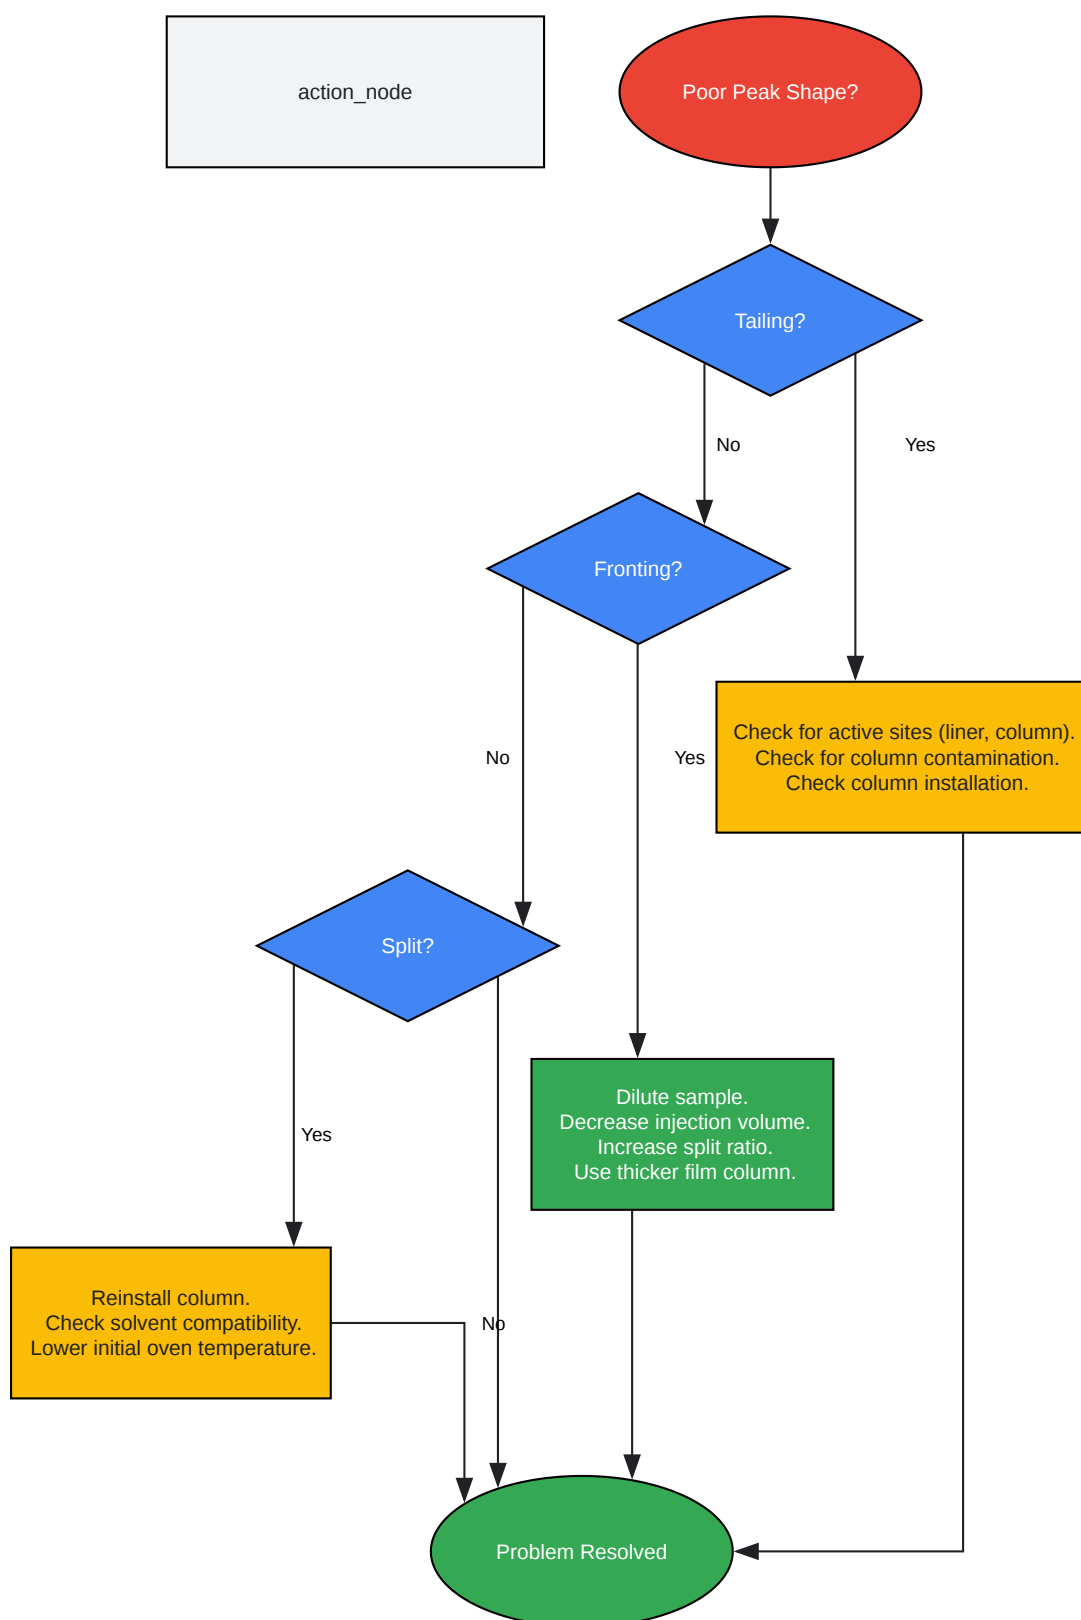 action_node
Poor Peak Shape?
Tailing?
No
Yes
Fronting?
No
Yes
Check for active sites (liner, column).
Check for column contamination.
Check column installation.
Split?
Yes
No
Dilute sample.
Decrease injection volume.
Increase split ratio.
Use thicker film column.
Reinstall column.
Check solvent compatibility.
Lower initial oven temperature.
Problem Resolved